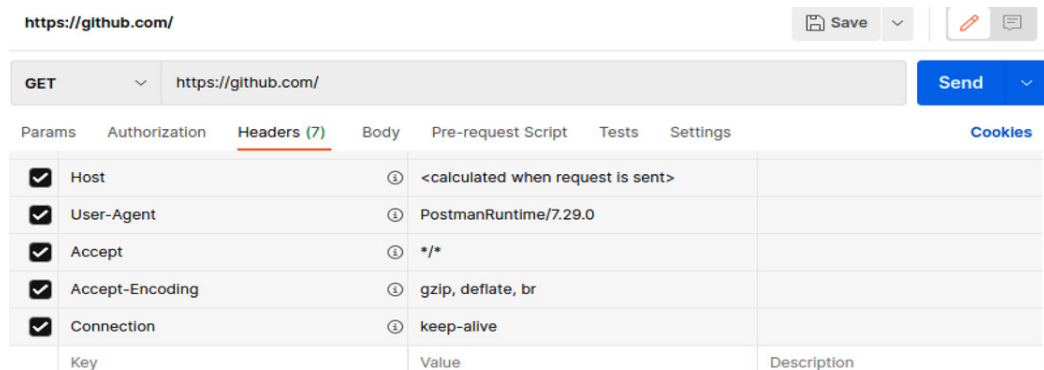 https://github.com/ Save
GET https://github.com/ Send
Params Authorization Headers (7) Body Pre-request Script Tests Settings Cookies
Host <calculated when request is sent>
User-Agent PostmanRuntime/7.29.0
Accept */*
Accept-Encoding gzip, deflate, br
Connection keep-alive
Key Value Description